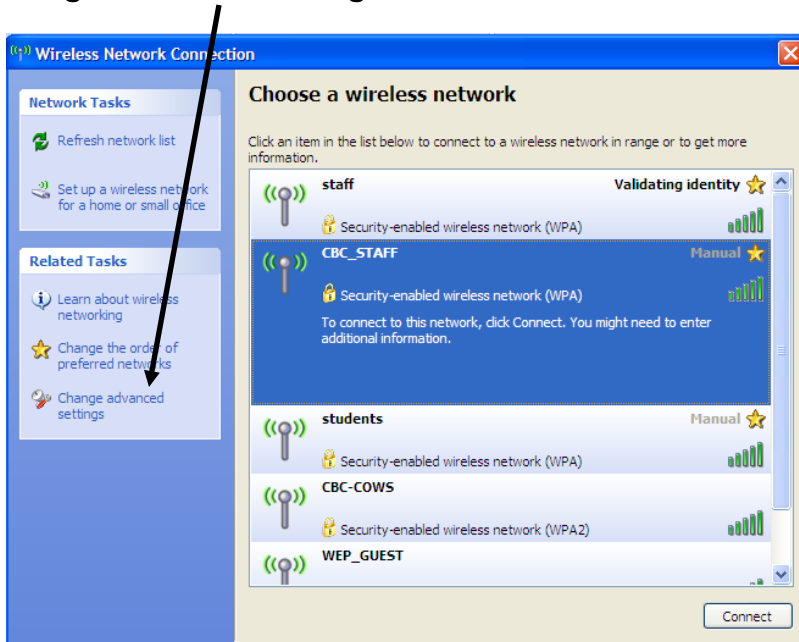 Wireless Network Connection
Network Tasks
Refresh network list
Set up a wireless network
for a home or small office
Related Tasks
Learn about wireless
networking
Change the order of
preferred networks
Change advanced
settings
Choose a wireless network
Click an item in the list below to connect to a wireless network in range or to get more
information.
staff Validating identity
Security-enabled wireless network (WPA)
CBC_STAFF Manual
Security-enabled wireless network (WPA)
To connect to this network, click Connect. You might need to enter
additional information.
students Manual
Security-enabled wireless network (WPA)
CBC-COWS
Security-enabled wireless network (WPA2)
WEP_GUEST
Connect